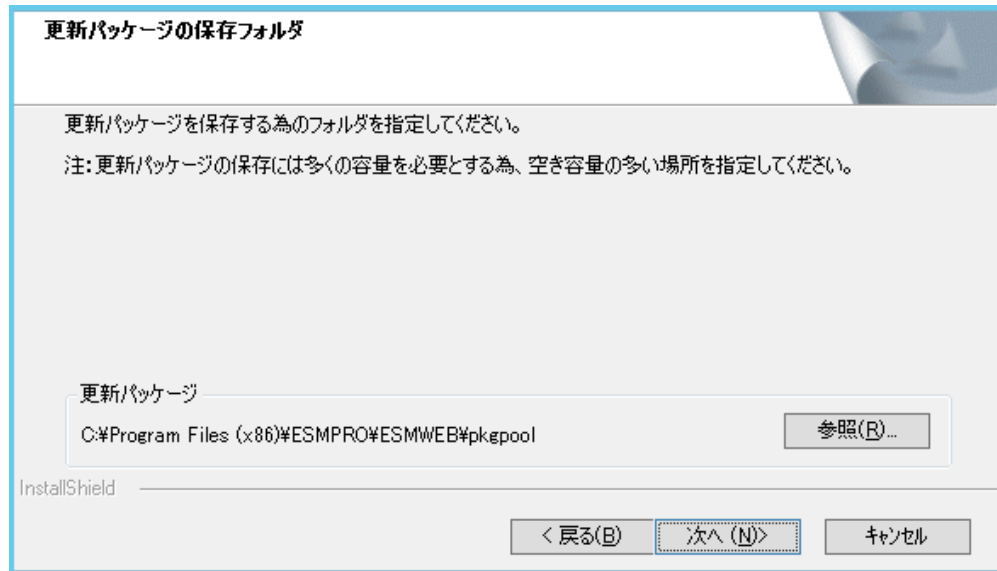 更新パッケージの保存フォルダ
更新パッケージを保存する為のフォルダを指定してください。
注:更新パッケージの保存には多くの容量を必要とする為、空き容量の多い場所を指定してください。
更新パッケージ
C:¥Program Files (x86)¥ESMPRO¥ESMWEB¥pkgpool
参照(R)...
InstallShield
< 戻る(B)
次へ (N)>
キャンセル